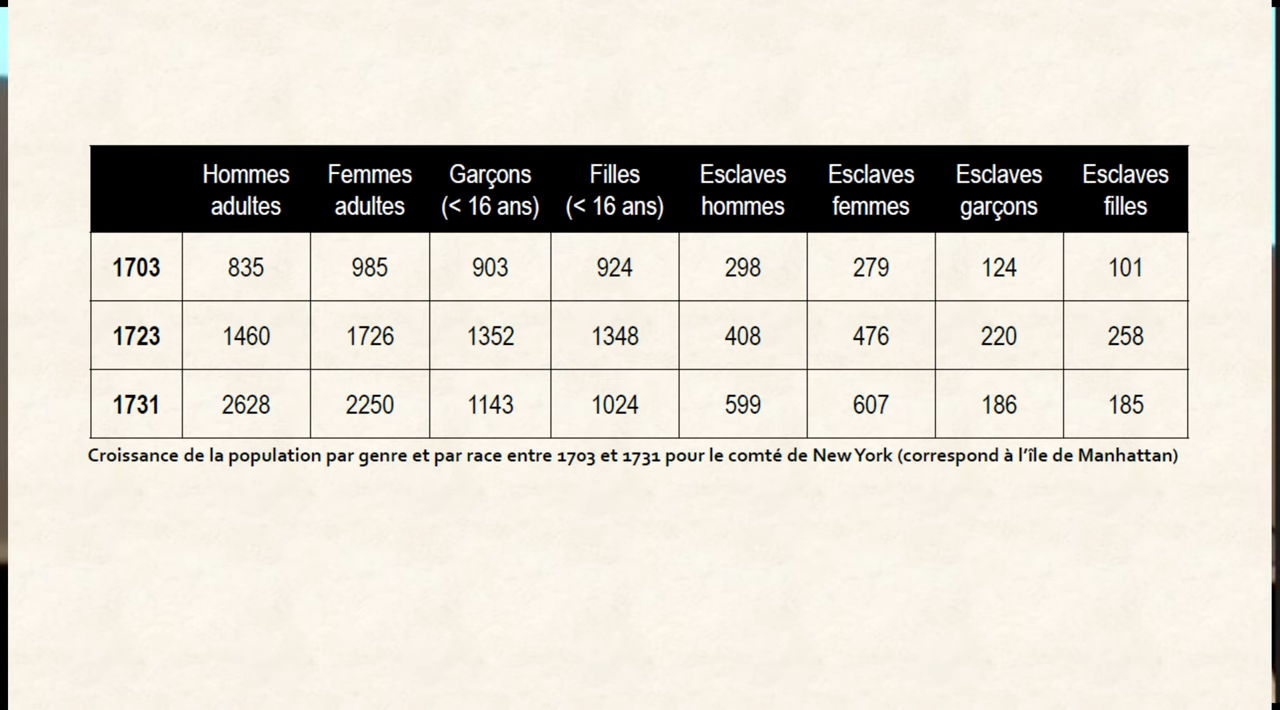 Hommes adultes Femmes adultes Garçons (< 16 ans) Filles (< 16 ans) Esclaves hommes Esclaves femmes Esclaves garçons Esclaves filles
1703 835 985 903 924 298 279 124 101
1723 1460 1726 1352 1348 408 476 220 258
1731 2628 2250 1143 1024 599 607 186 185
Croissance de la population par genre et par race entre 1703 et 1731 pour le comté de New York (correspond à l'île de Manhattan)